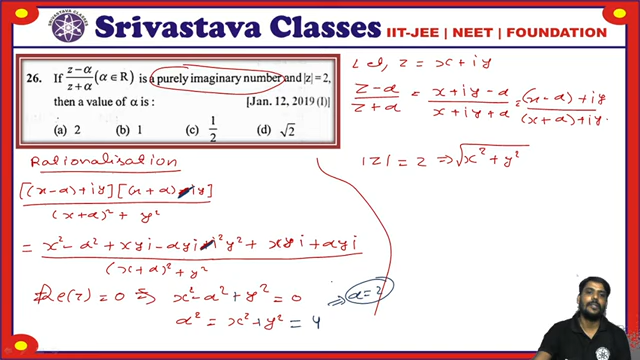 Srivastava Classes
IIT-JEE | NEET | FOUNDATION
26. If z−α/z+α (α ∈ R) is a purely imaginary number and |z| = 2,
then a value of α is :
[Jan. 12, 2019 (I)]
(a) 2 (b) 1 (c) 1/2 (d) √2
Let, z = x + iy
z−α/z+α = x+iy−α/x+iy+α = (x−α)+iy/(x+α)+iy
|z| = 2 ⇒ √x²+y²
Rationalisation
[(x−α)+iy][(x+α)−iy]/(x+α)²+y²
= x²−α²+xyi−αyi−i²y²+xyi+αyi/(x+α)²+y²
Re(z) = 0 ⇒ x²−α²+y² = 0
⇒ α=2
α² = x²+y² = 4